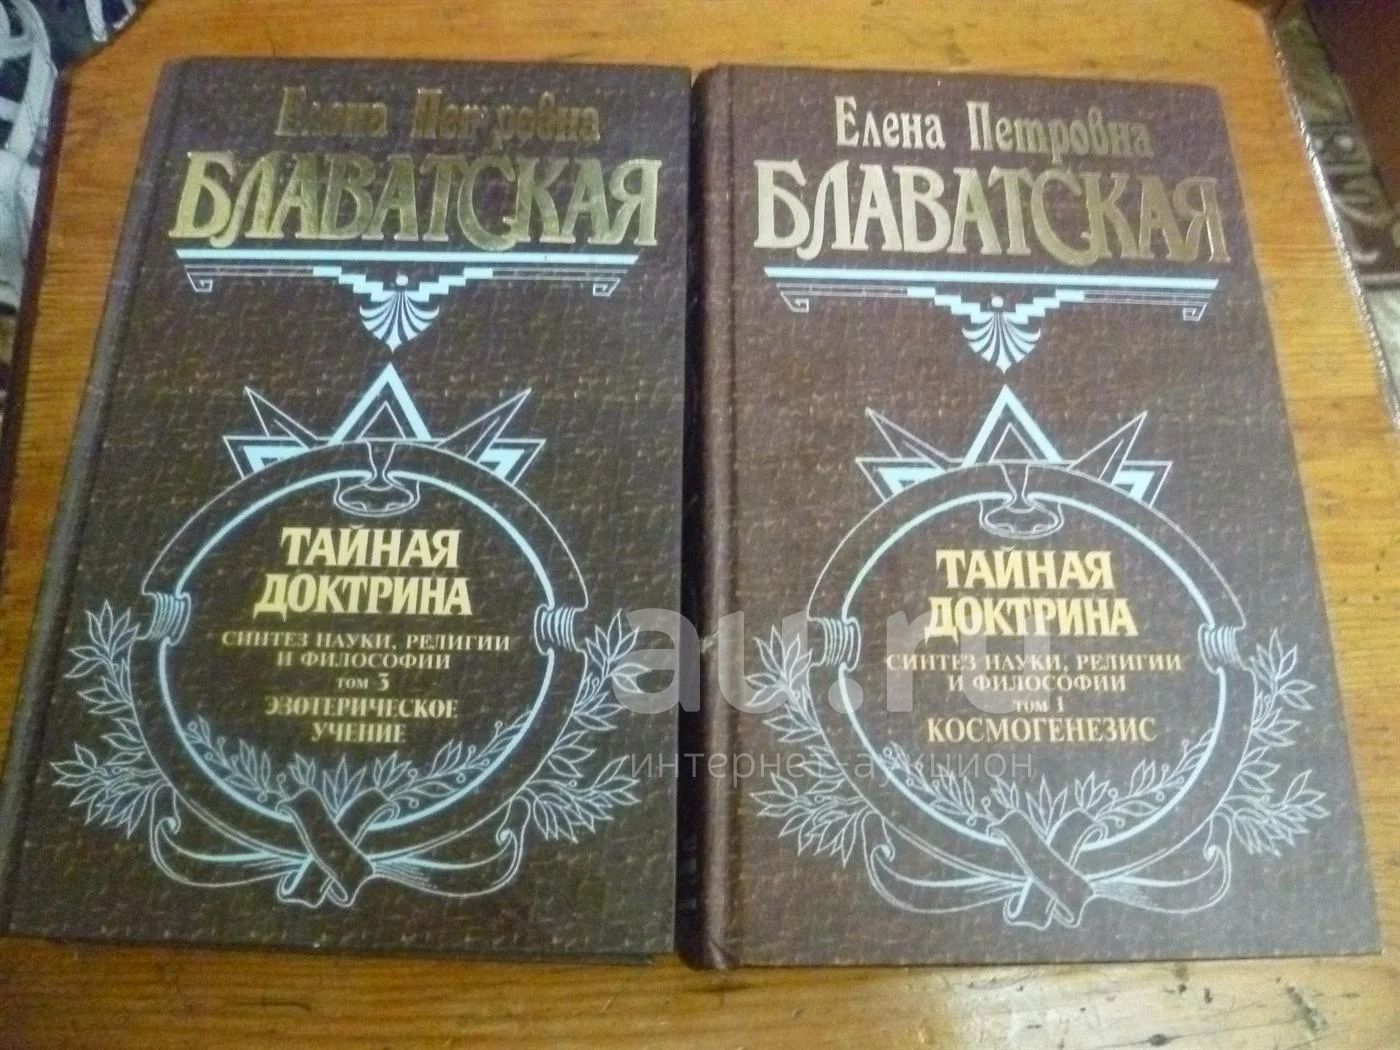 Елена Петровна
БЛАВАТСКАЯ
ТАЙНАЯ
ДОКТРИНА
СИНТЕЗ НАУКИ, РЕЛИГИИ
И ФИЛОСОФИИ
ТОМ 3
ЭЗОТЕРИЧЕСКОЕ
УЧЕНИЕ
Елена Петровна
БЛАВАТСКАЯ
ТАЙНАЯ
ДОКТРИНА
СИНТЕЗ НАУКИ, РЕЛИГИИ
И ФИЛОСОФИИ
ТОМ 1
КОСМОГЕНЕЗИС
au.ru
интернет-аукцион